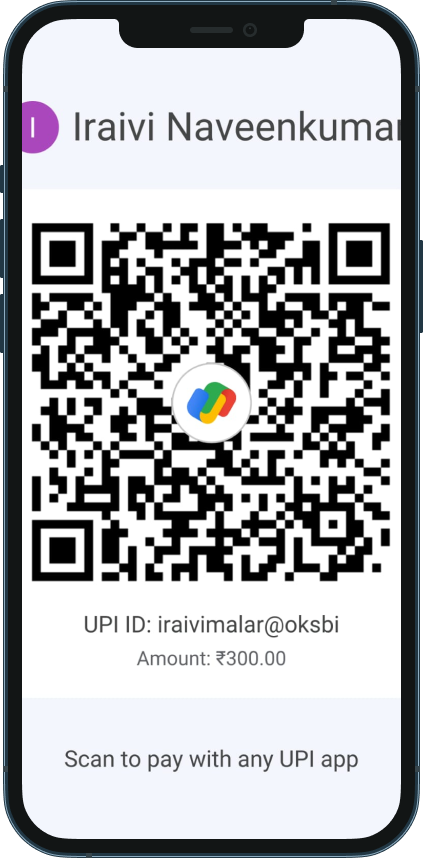 I
Iraivi Naveenkumar
UPI ID: iraivimalar@oksbi
Amount: ₹300.00
Scan to pay with any UPI app